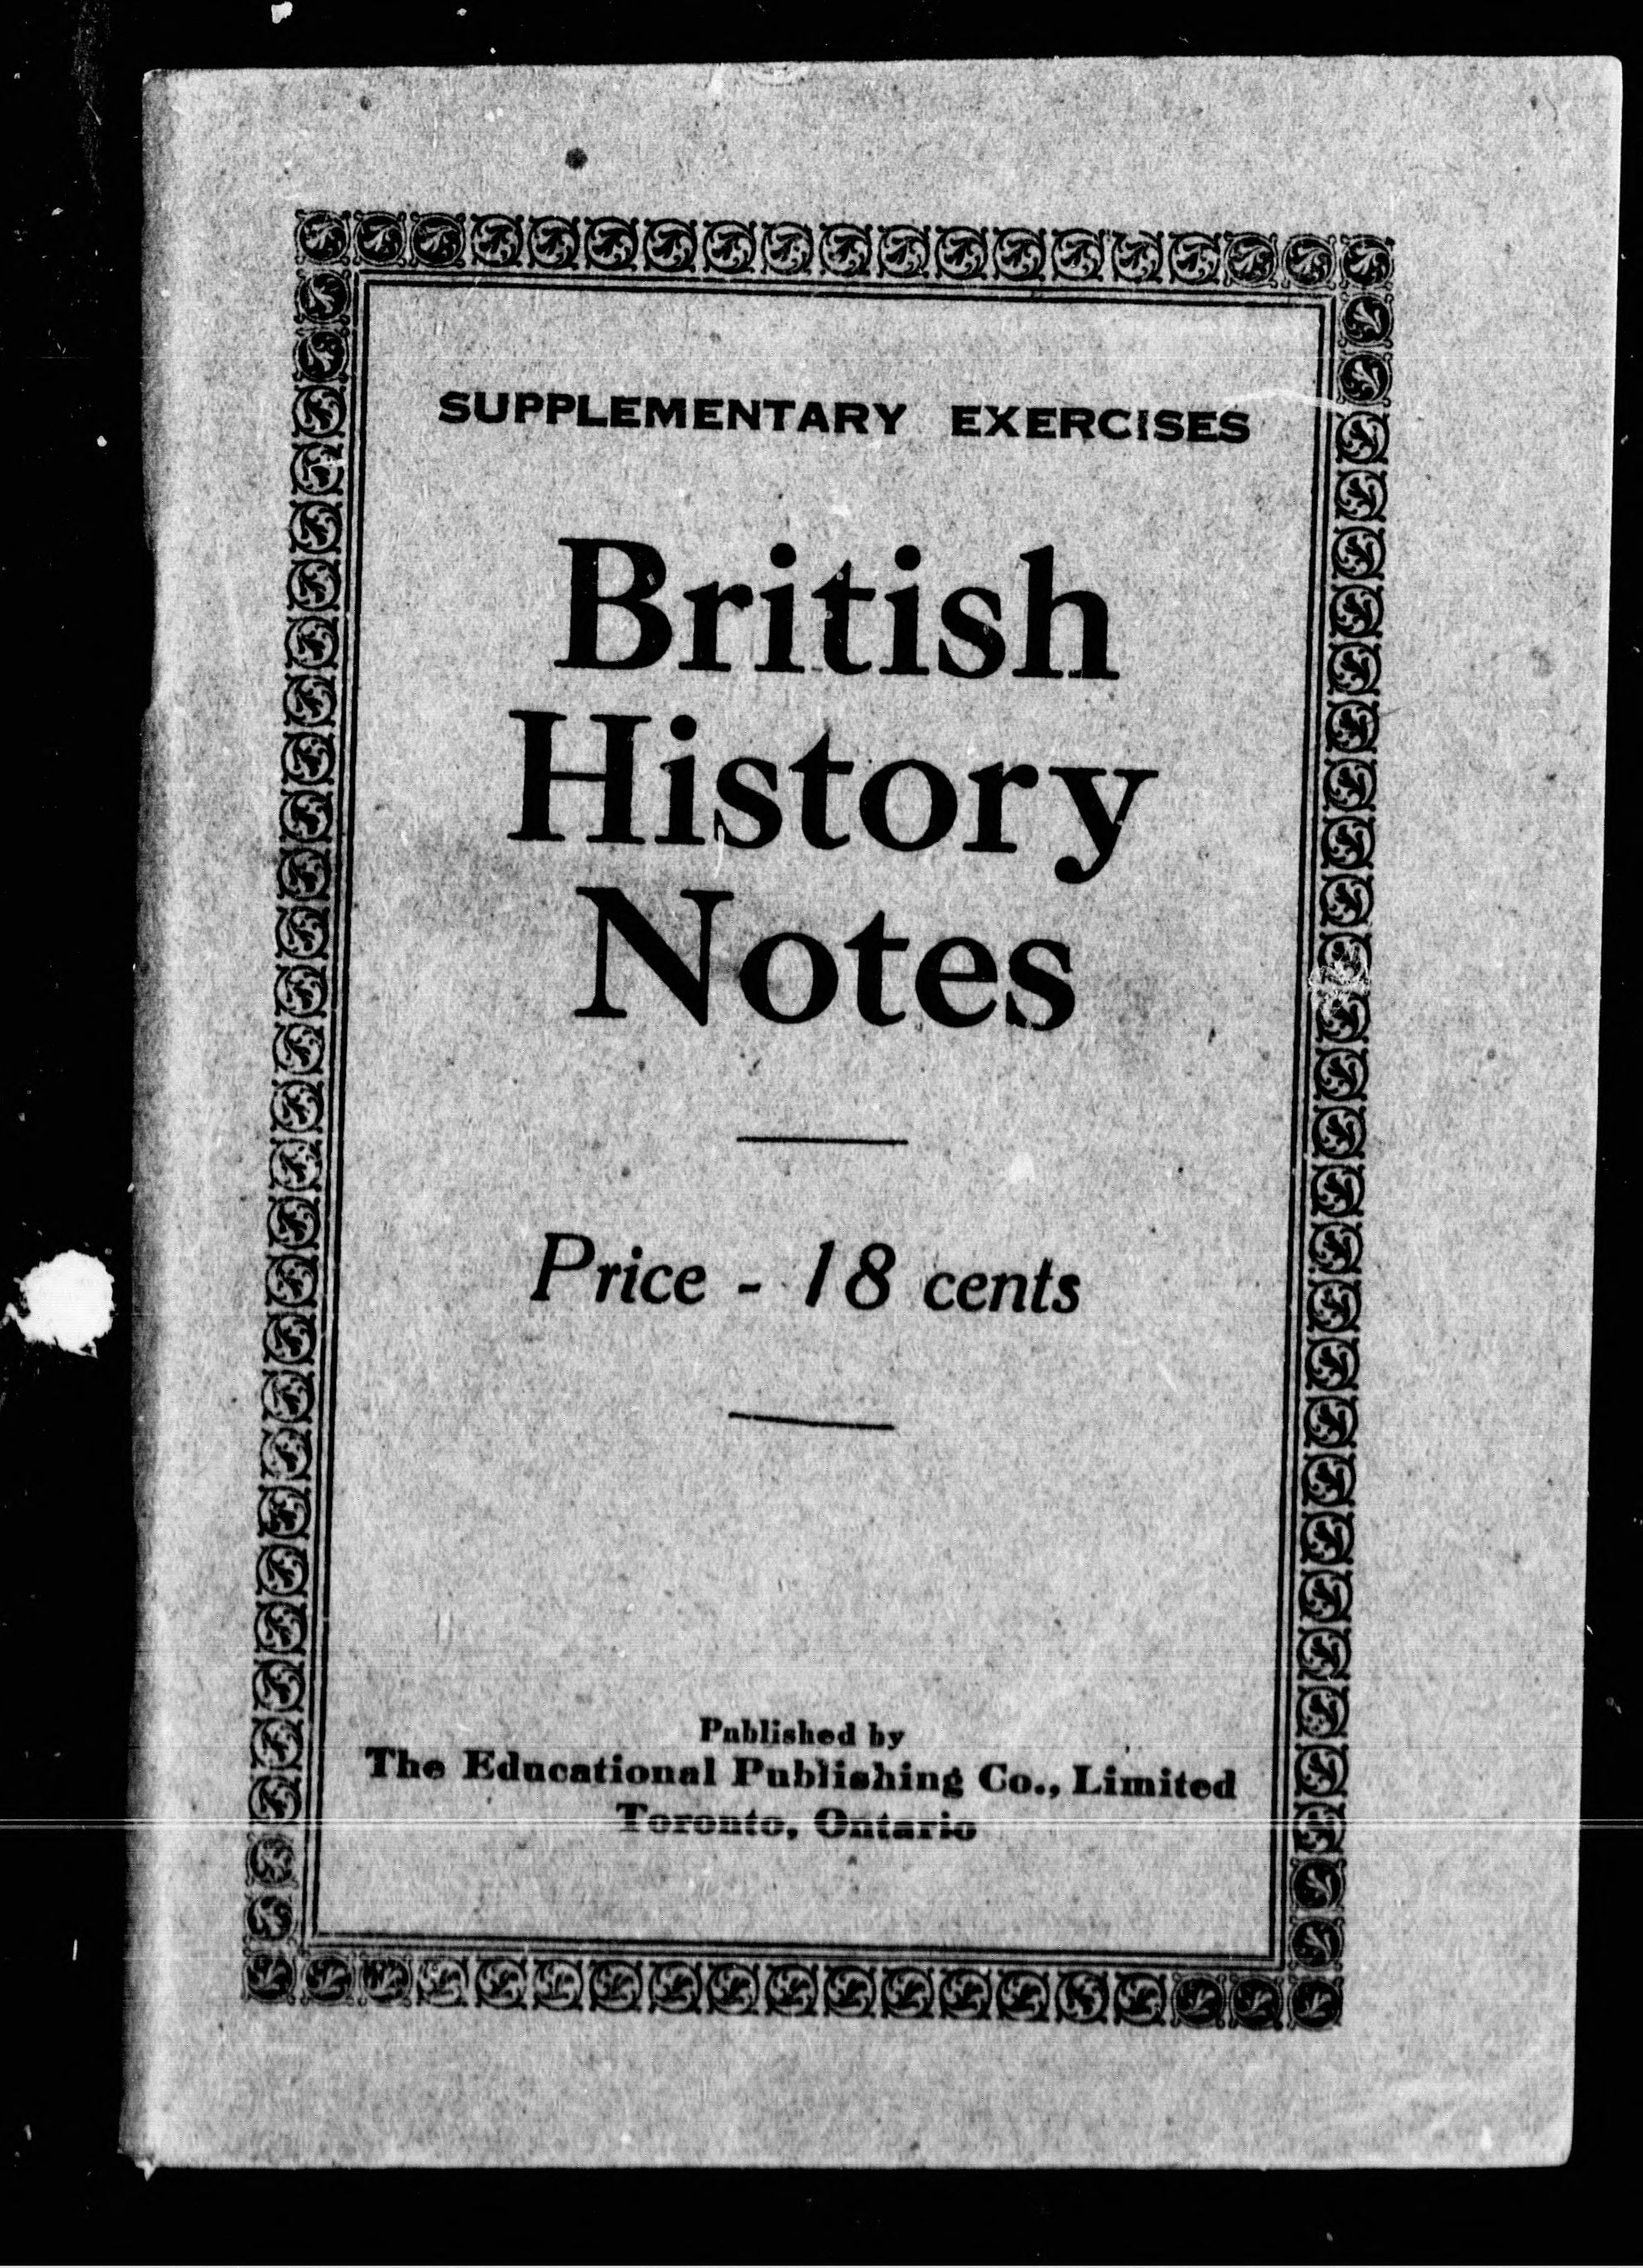 SUPPLEMENTARY EXERCISES
British
History
Notes
Price - 18 cents
Published by
The Educational Publishing Co., Limited
Toronto, Ontario